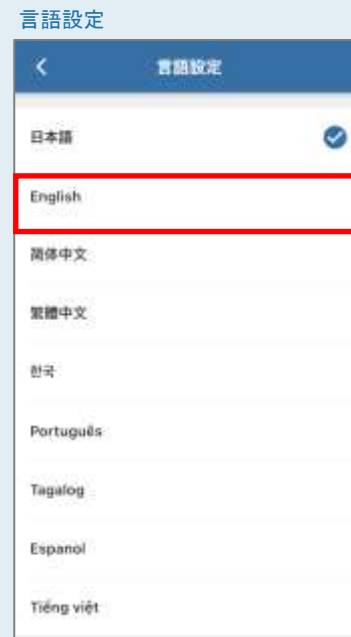 言語設定
言語設定
日本語
English
简体中文
繁體中文
한국
Português
Tagalog
Espanol
Tiếng việt